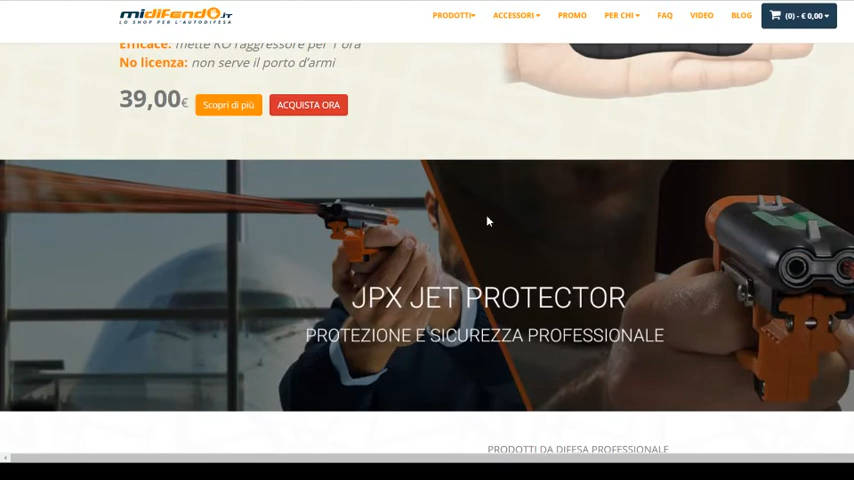 midifendo.IT
LO SHOP PER L'AUTODIFESA
PRODOTTI ACCESSORI PROMO PER CHI FAQ VIDEO BLOG (0) - € 0,00
Efficace: mette KO l'aggressore per 1 ora
No licenza: non serve il porto d'armi
39,00€ Scopri di più ACQUISTA ORA
JPX JET PROTECTOR
PROTEZIONE E SICUREZZA PROFESSIONALE
PRODOTTI DA DIFESA PROFESSIONALE